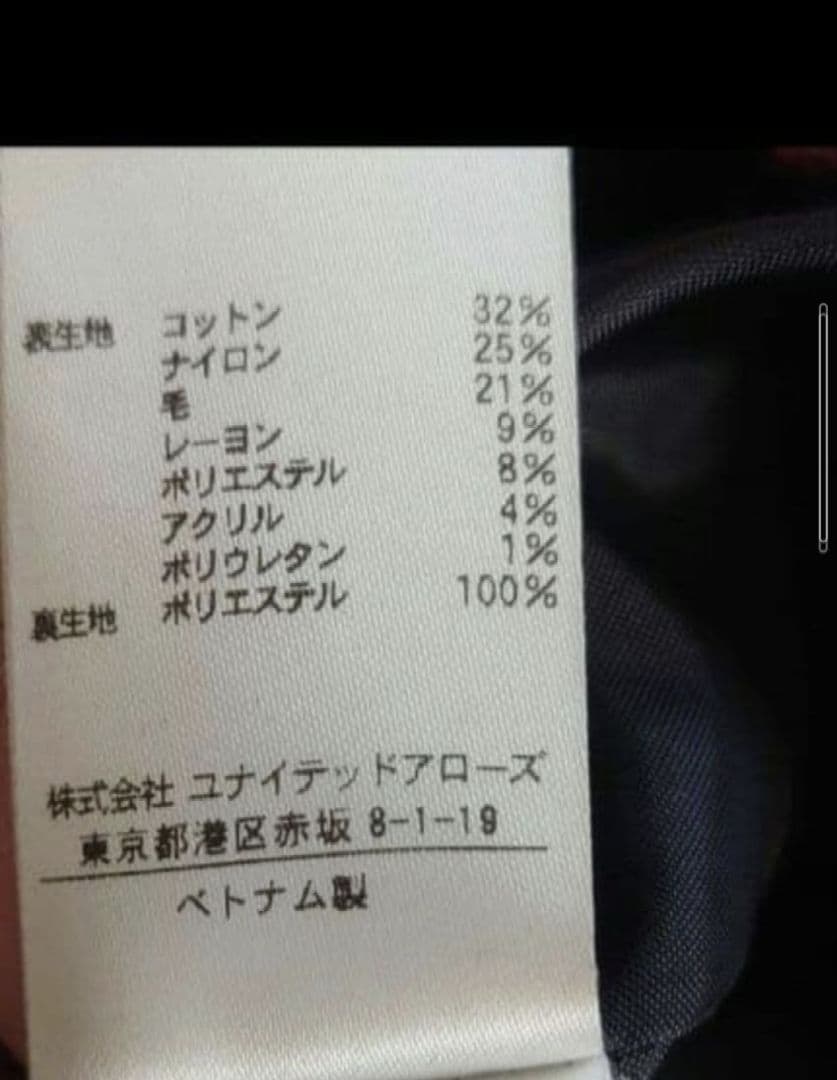 表生地 コットン 32%
ナイロン 25%
毛 21%
レーヨン 9%
ポリエステル 8%
アクリル 4%
ポリウレタン 1%
裏生地 ポリエステル 100%
株式会社 ユナイテッドアローズ
東京都港区赤坂 8-1-19
ベトナム製